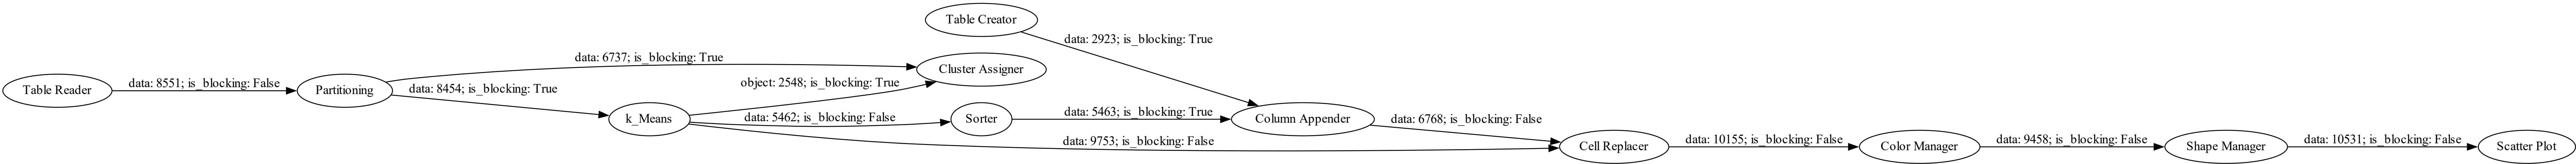 Table Creator
data: 2923; is_blocking: True
data: 6737; is_blocking: True
Cluster Assigner
object: 2548; is_blocking: True
Table Reader
data: 8551; is_blocking: False
Partitioning
data: 8454; is_blocking: True
k_Means
data: 5462; is_blocking: False
Sorter
data: 5463; is_blocking: True
Column Appender
data: 6768; is_blocking: False
data: 9753; is_blocking: False
Cell Replacer
data: 10155; is_blocking: False
Color Manager
data: 9458; is_blocking: False
Shape Manager
data: 10531; is_blocking: False
Scatter Plot